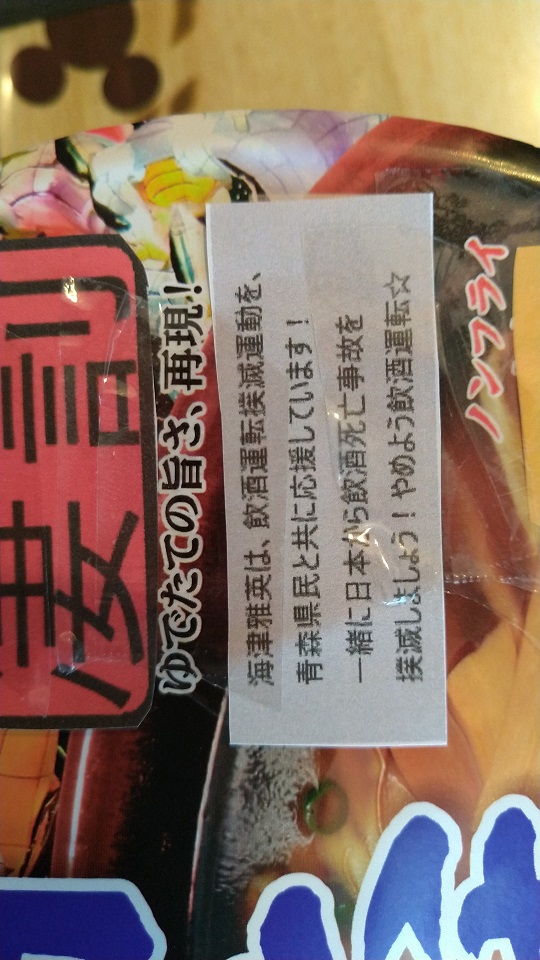 ノンフライ
海津雅英は、飲酒運転撲滅運動を、
青森県民と共に応援しています！
一緒に日本から飲酒死亡事故を
撲滅しましょう！やめよう飲酒運転☆
ゆでたての旨さ、再現！